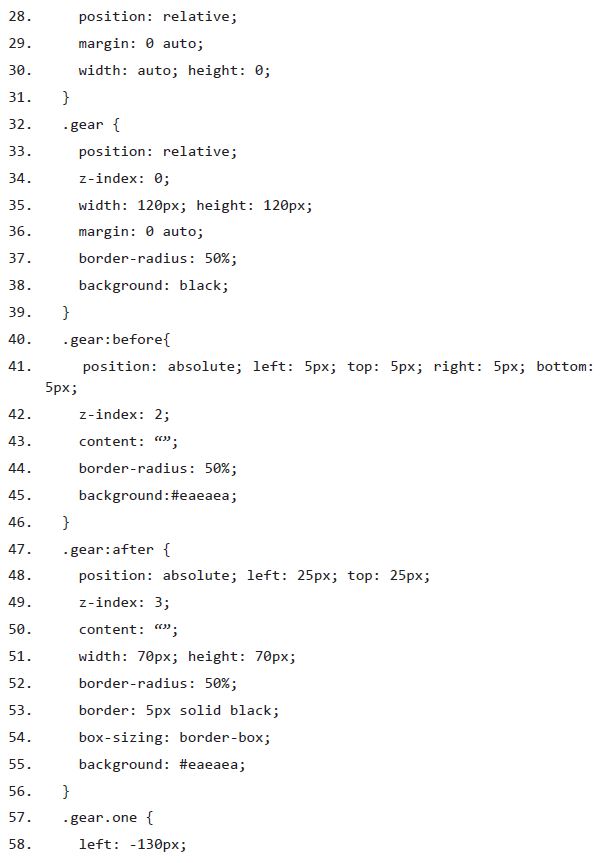 28. position: relative;
29. margin: 0 auto;
30. width: auto; height: 0;
31. }
32. .gear {
33. position: relative;
34. z-index: 0;
35. width: 120px; height: 120px;
36. margin: 0 auto;
37. border-radius: 50%;
38. background: black;
39. }
40. .gear:before{
41. position: absolute; left: 5px; top: 5px; right: 5px; bottom:
5px;
42. z-index: 2;
43. content: “”;
44. border-radius: 50%;
45. background:#eaeaea;
46. }
47. .gear:after {
48. position: absolute; left: 25px; top: 25px;
49. z-index: 3;
50. content: “”;
51. width: 70px; height: 70px;
52. border-radius: 50%;
53. border: 5px solid black;
54. box-sizing: border-box;
55. background: #eaeaea;
56. }
57. .gear.one {
58. left: -130px;